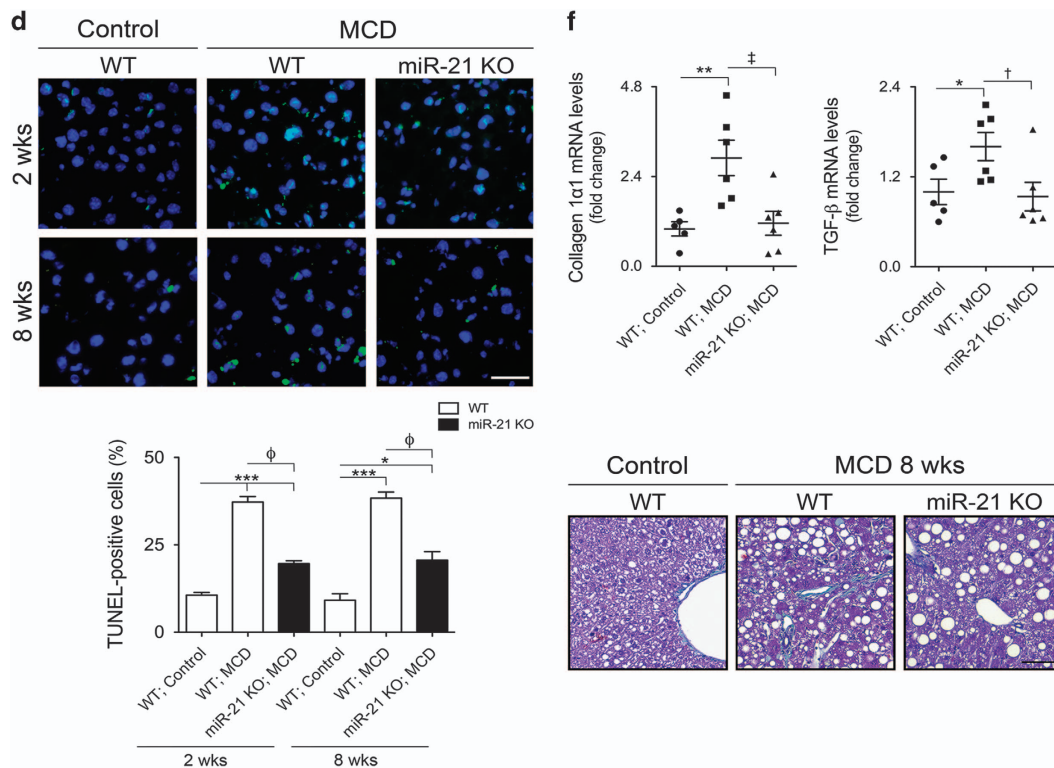 d
Control
MCD
WT
WT
miR-21 KO
2 wks
8 wks
WT
miR-21 KO
TUNEL-positive cells (%)
50
25
0
***
ϕ
***
*
ϕ
WT; Control
WT; MCD
miR-21 KO; MCD
WT; Control
WT; MCD
miR-21 KO; MCD
2 wks
8 wks
f
Collagen 1α1 mRNA levels
(fold change)
4.8
2.4
0.0
**
‡
WT; Control
WT; MCD
miR-21 KO; MCD
TGF-β mRNA levels
(fold change)
2.4
1.2
0.0
*
†
WT; Control
WT; MCD
miR-21 KO; MCD
Control
MCD 8 wks
WT
WT
miR-21 KO